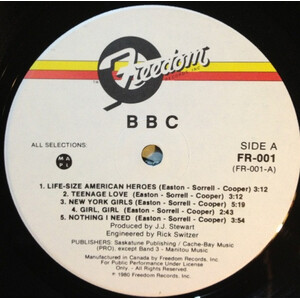 Freedom
BBC
ALL SELECTIONS:
SIDE A
FR-001
(FR-001-A)
1. LIFE-SIZE AMERICAN HEROES (Easton - Sorrell - Cooper) 3:12
2. TEENAGE LOVE (Easton - Sorrell - Cooper) 3:12
3. NEW YORK GIRLS (Easton - Sorrell - Cooper) 5:19
4. GIRL, GIRL (Easton - Sorrell - Cooper) 2:43
5. NOTHING I NEED (Easton - Sorrell - Cooper) 3:54
Produced by J.J. Stewart
Engineered by Rick Switzer
PUBLISHERS: Saskatune Publishing / Cache-Bay Music
(PRO), except Band 3 - Manitou Music
Manufactured in Canada by Freedom Records, Inc.
For Public Performance Under License
Only. All Rights Reserved.
© 1980 Freedom Records, Inc.